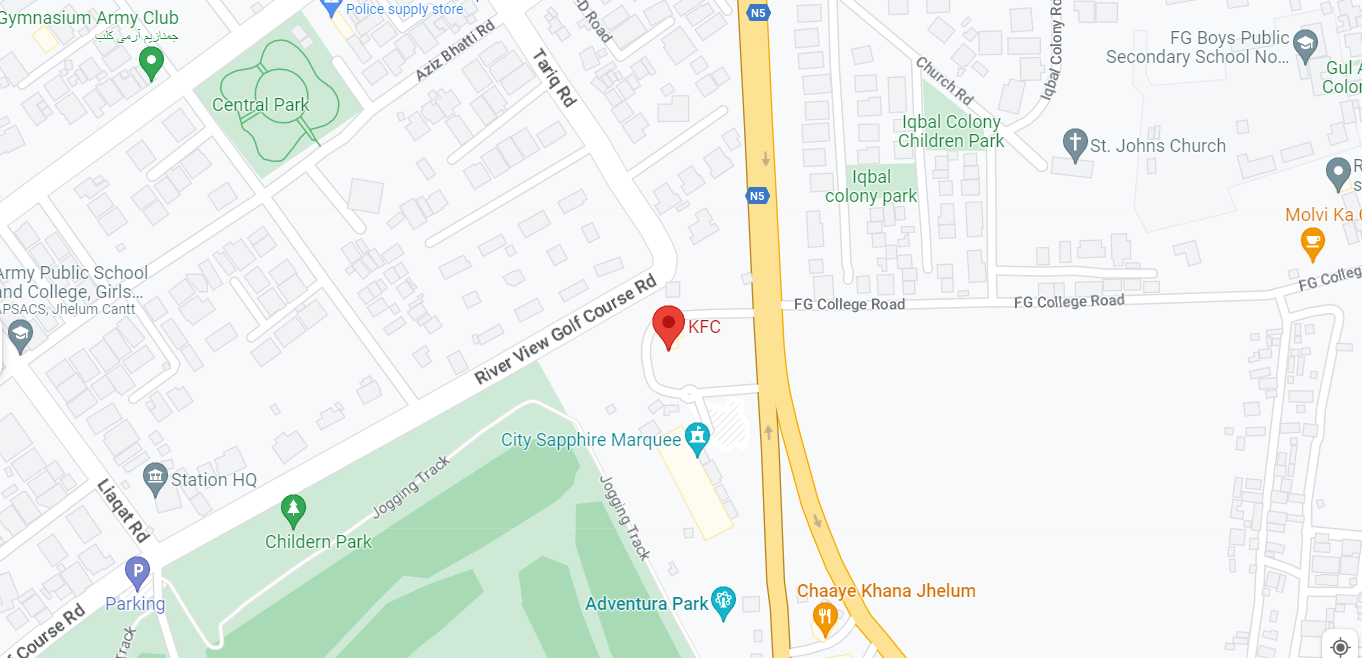 Gymnasium Army Club
جمنازیم آرمی کلب
Police supply store
N5
Aziz Bhatti Rd
D Road
Tariq Rd
Central Park
Church Rd
Iqbal Colony Rd
FG Boys Public
Secondary School No...
Gul A
Colon
Iqbal Colony
Children Park
St. Johns Church
Iqbal
colony park
N5
R
s
Molvi Ka C
Army Public School
and College, Girls...
APSACS, Jhelum Cantt
River View Golf Course Rd
FG College Road
FG College Road
FG Colleg
KFC
City Sapphire Marquee
Station HQ
Jogging Track
Jogging Track
Liaqat Rd
Childern Park
P
Parking
Adventura Park
Chaaye Khana Jhelum
f Course Rd
Track